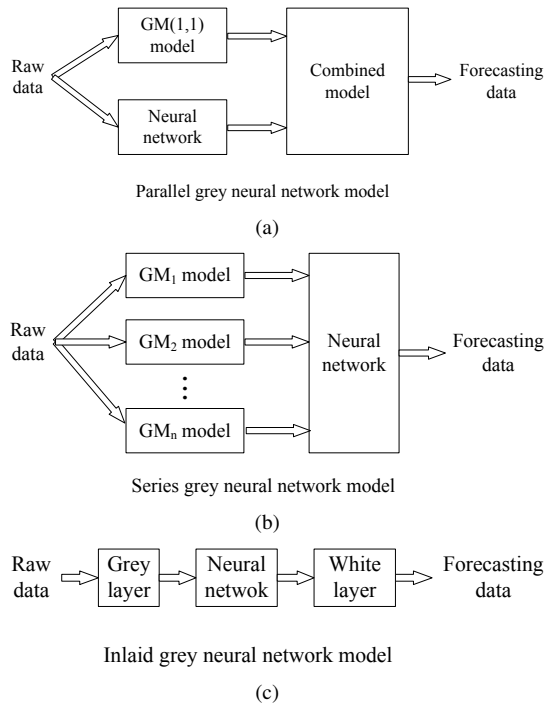 Raw
data
GM(1,1)
model
Neural
network
Combined
model
Forecasting
data
Parallel grey neural network model
(a)
Raw
data
GM1 model
GM2 model
⋮
GMn model
Neural
network
Forecasting
data
Series grey neural network model
(b)
Raw
data
Grey
layer
Neural
netwok
White
layer
Forecasting
data
Inlaid grey neural network model
(c)